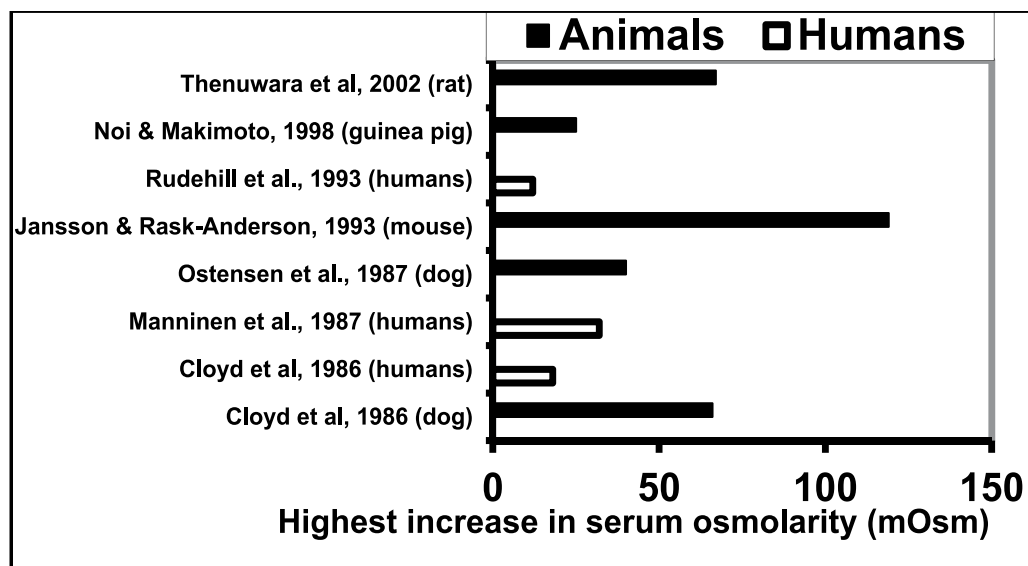 Animals Humans
Thenuwara et al, 2002 (rat)
Noi & Makimoto, 1998 (guinea pig)
Rudehill et al., 1993 (humans)
Jansson & Rask-Anderson, 1993 (mouse)
Ostensen et al., 1987 (dog)
Manninen et al., 1987 (humans)
Cloyd et al, 1986 (humans)
Cloyd et al, 1986 (dog)
0 50 100 150
Highest increase in serum osmolarity (mOsm)